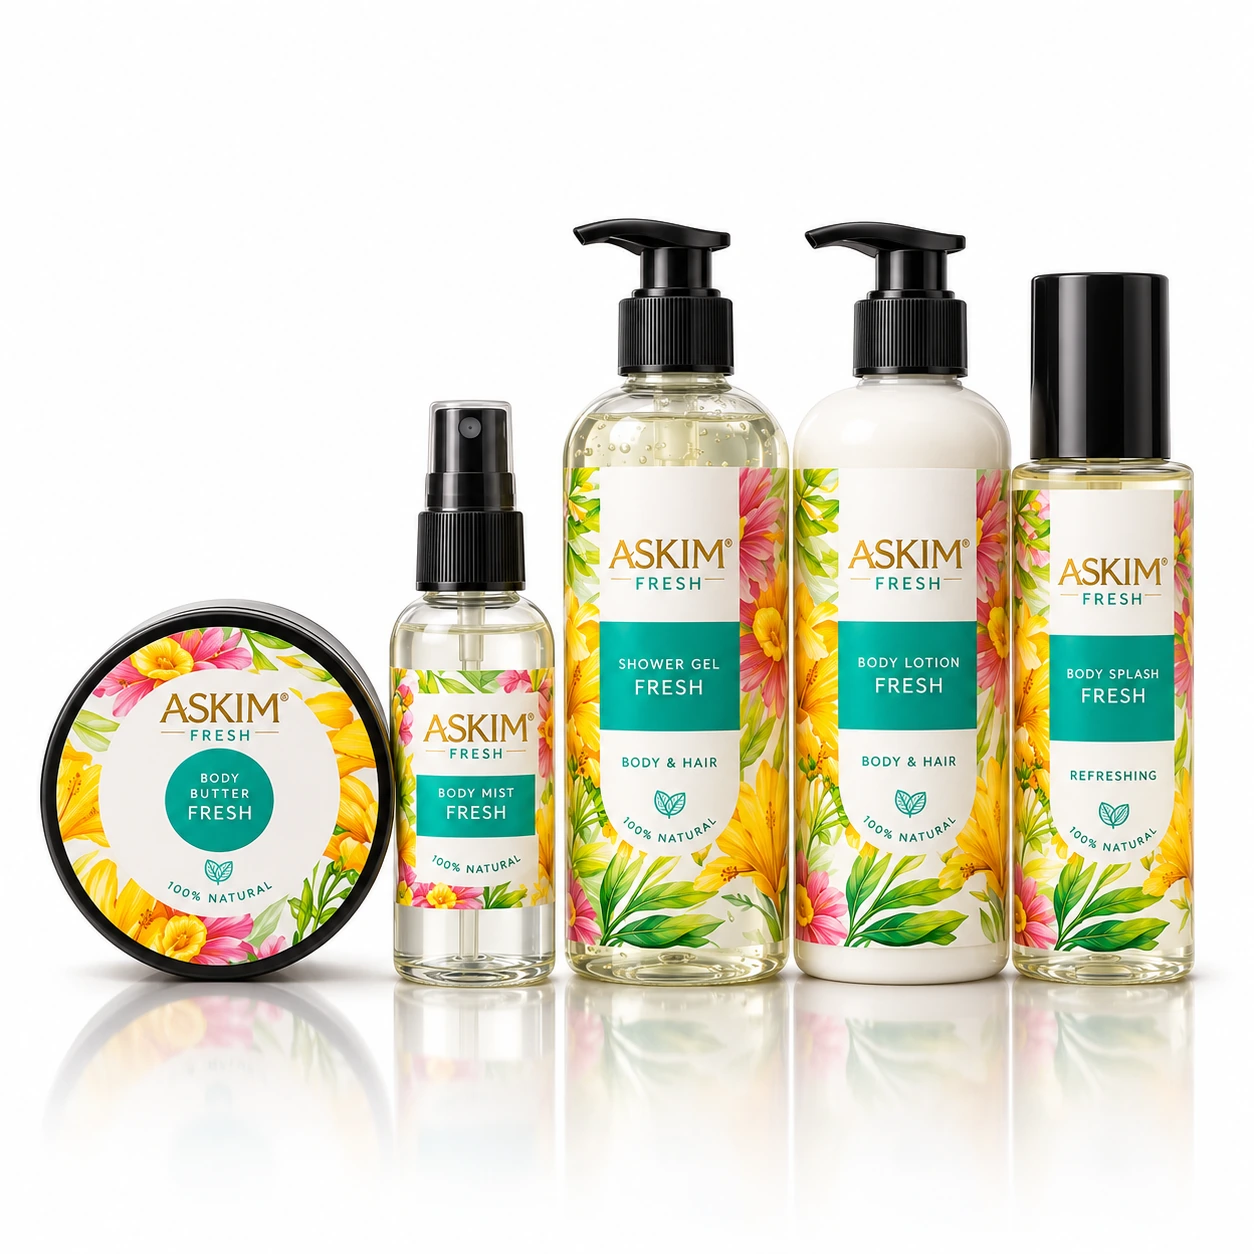 ASKIM®
FRESH
BODY
BUTTER
FRESH
100% NATURAL
ASKIM®
FRESH
BODY MIST
FRESH
100% NATURAL
ASKIM®
FRESH
SHOWER GEL
FRESH
BODY & HAIR
100% NATURAL
ASKIM®
FRESH
BODY LOTION
FRESH
BODY & HAIR
100% NATURAL
ASKIM®
FRESH
BODY SPLASH
FRESH
REFRESHING
100% NATURAL